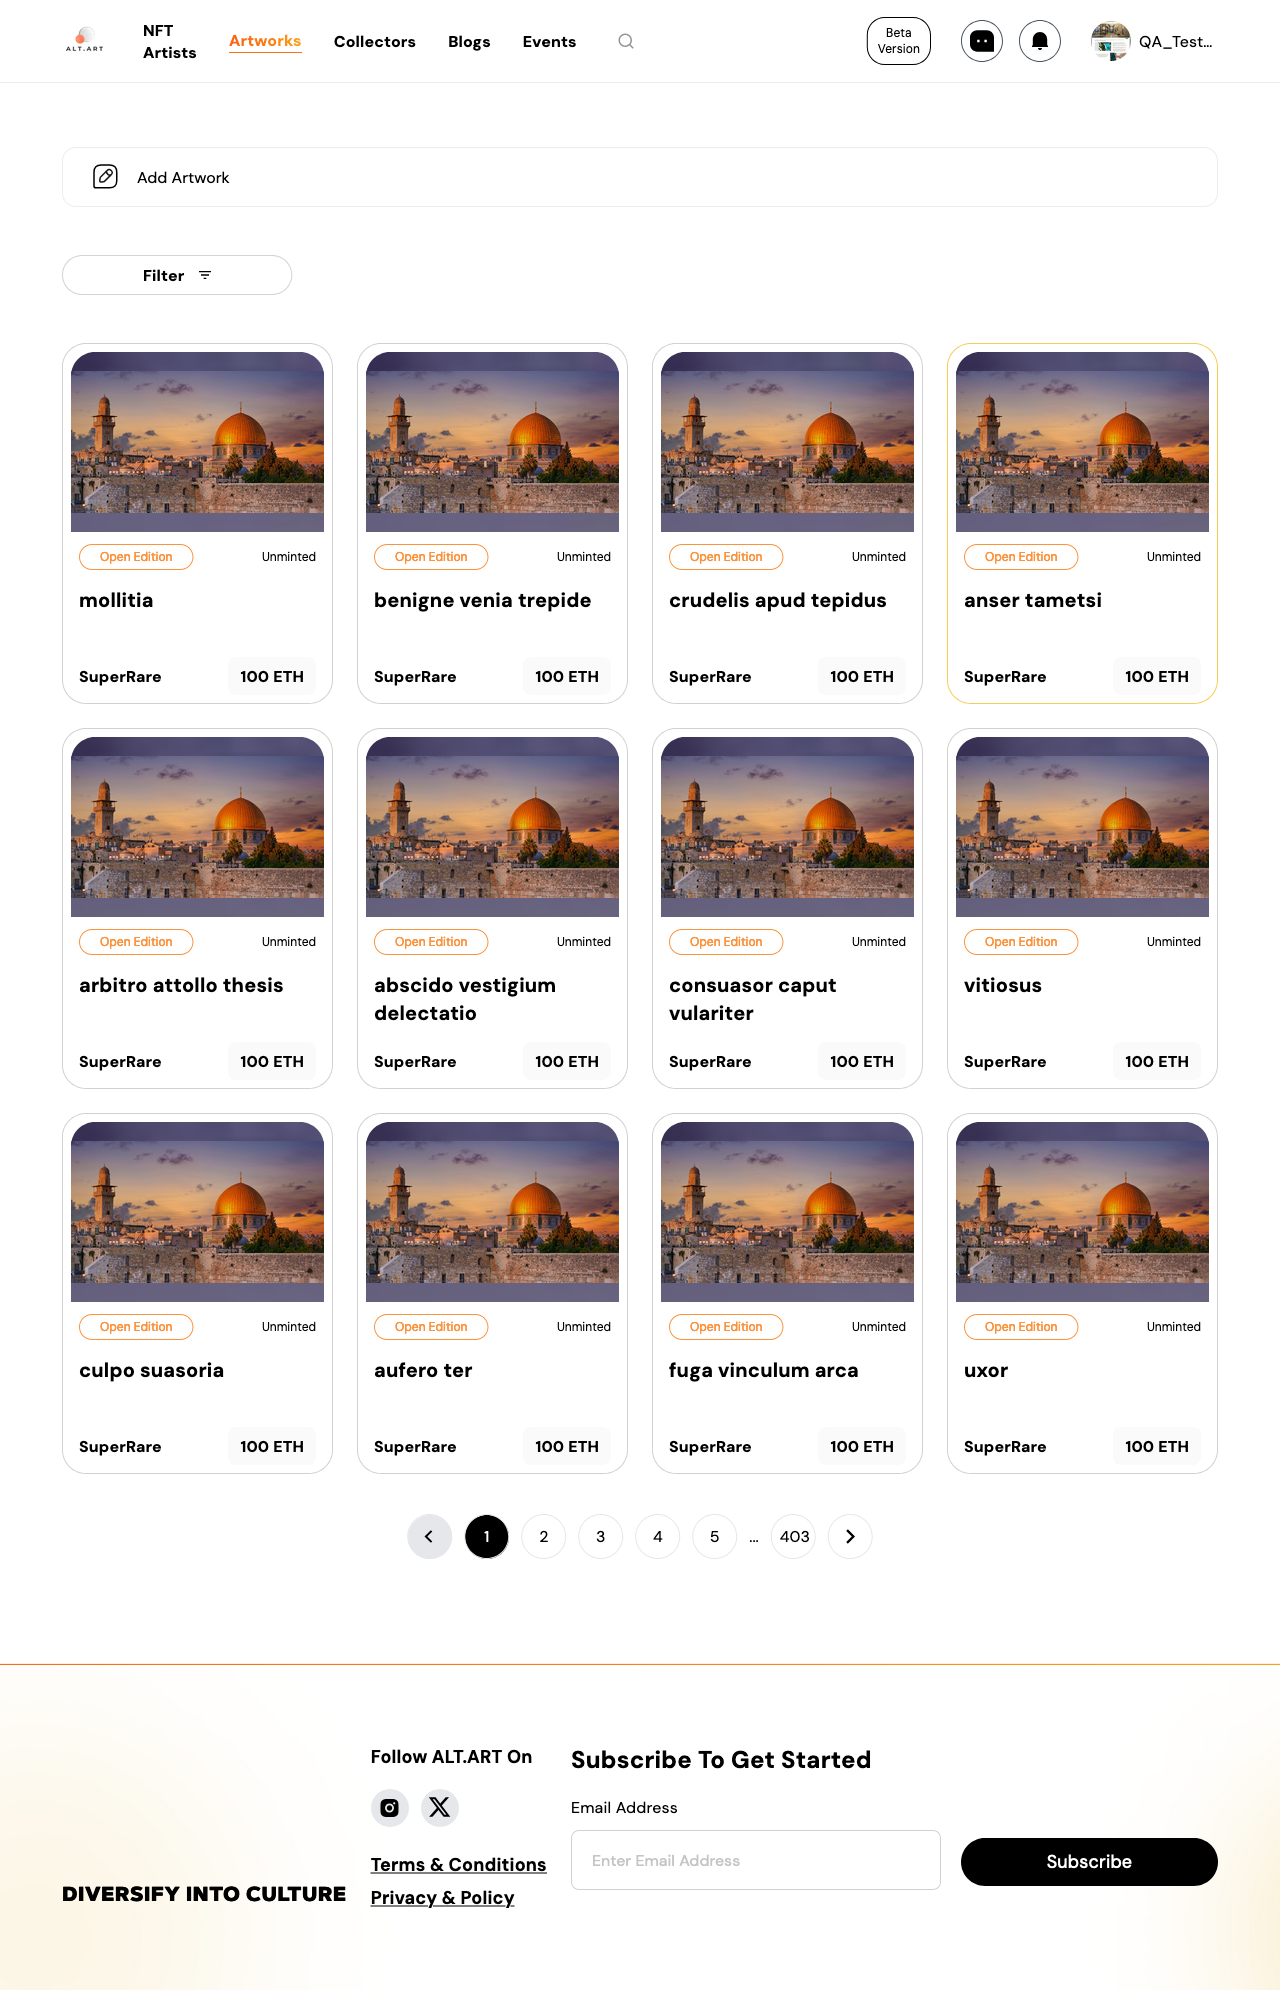 ALT.ART
NFT
Artists
Artworks
Collectors
Blogs
Events
Beta
Version
QA_Test...
Add Artwork
Filter
Open Edition
Unminted
mollitia
SuperRare
100 ETH
Open Edition
Unminted
benigne venia trepide
SuperRare
100 ETH
Open Edition
Unminted
crudelis apud tepidus
SuperRare
100 ETH
Open Edition
Unminted
anser tametsi
SuperRare
100 ETH
Open Edition
Unminted
arbitro attollo thesis
SuperRare
100 ETH
Open Edition
Unminted
abscido vestigium
delectatio
SuperRare
100 ETH
Open Edition
Unminted
consuasor caput
vulariter
SuperRare
100 ETH
Open Edition
Unminted
vitiosus
SuperRare
100 ETH
Open Edition
Unminted
culpo suasoria
SuperRare
100 ETH
Open Edition
Unminted
aufero ter
SuperRare
100 ETH
Open Edition
Unminted
fuga vinculum arca
SuperRare
100 ETH
Open Edition
Unminted
uxor
SuperRare
100 ETH
1 2 3 4 5 ... 403
DIVERSIFY INTO CULTURE
Follow ALT.ART On
Terms & Conditions
Privacy & Policy
Subscribe To Get Started
Email Address
Enter Email Address
Subscribe